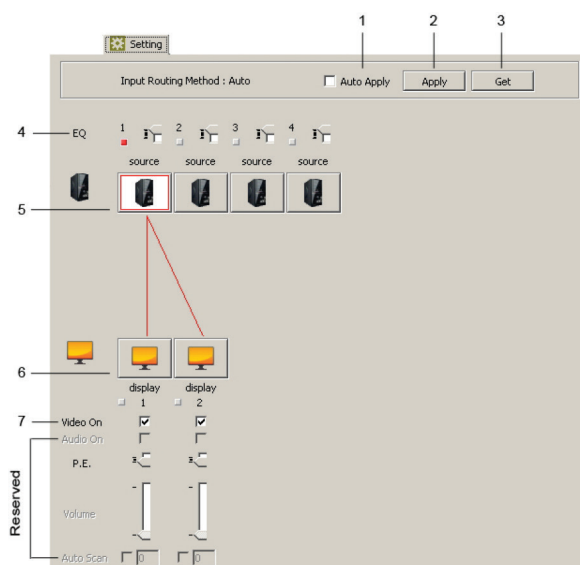 1 2 3
Setting
Input Routing Method : Auto Auto Apply Apply Get
4 EQ 1 2 3 4
source source source source
5
6
display display
1 2
7 Video On
Audio On
P.E.
Reserved
Volume
Auto Scan 0 0